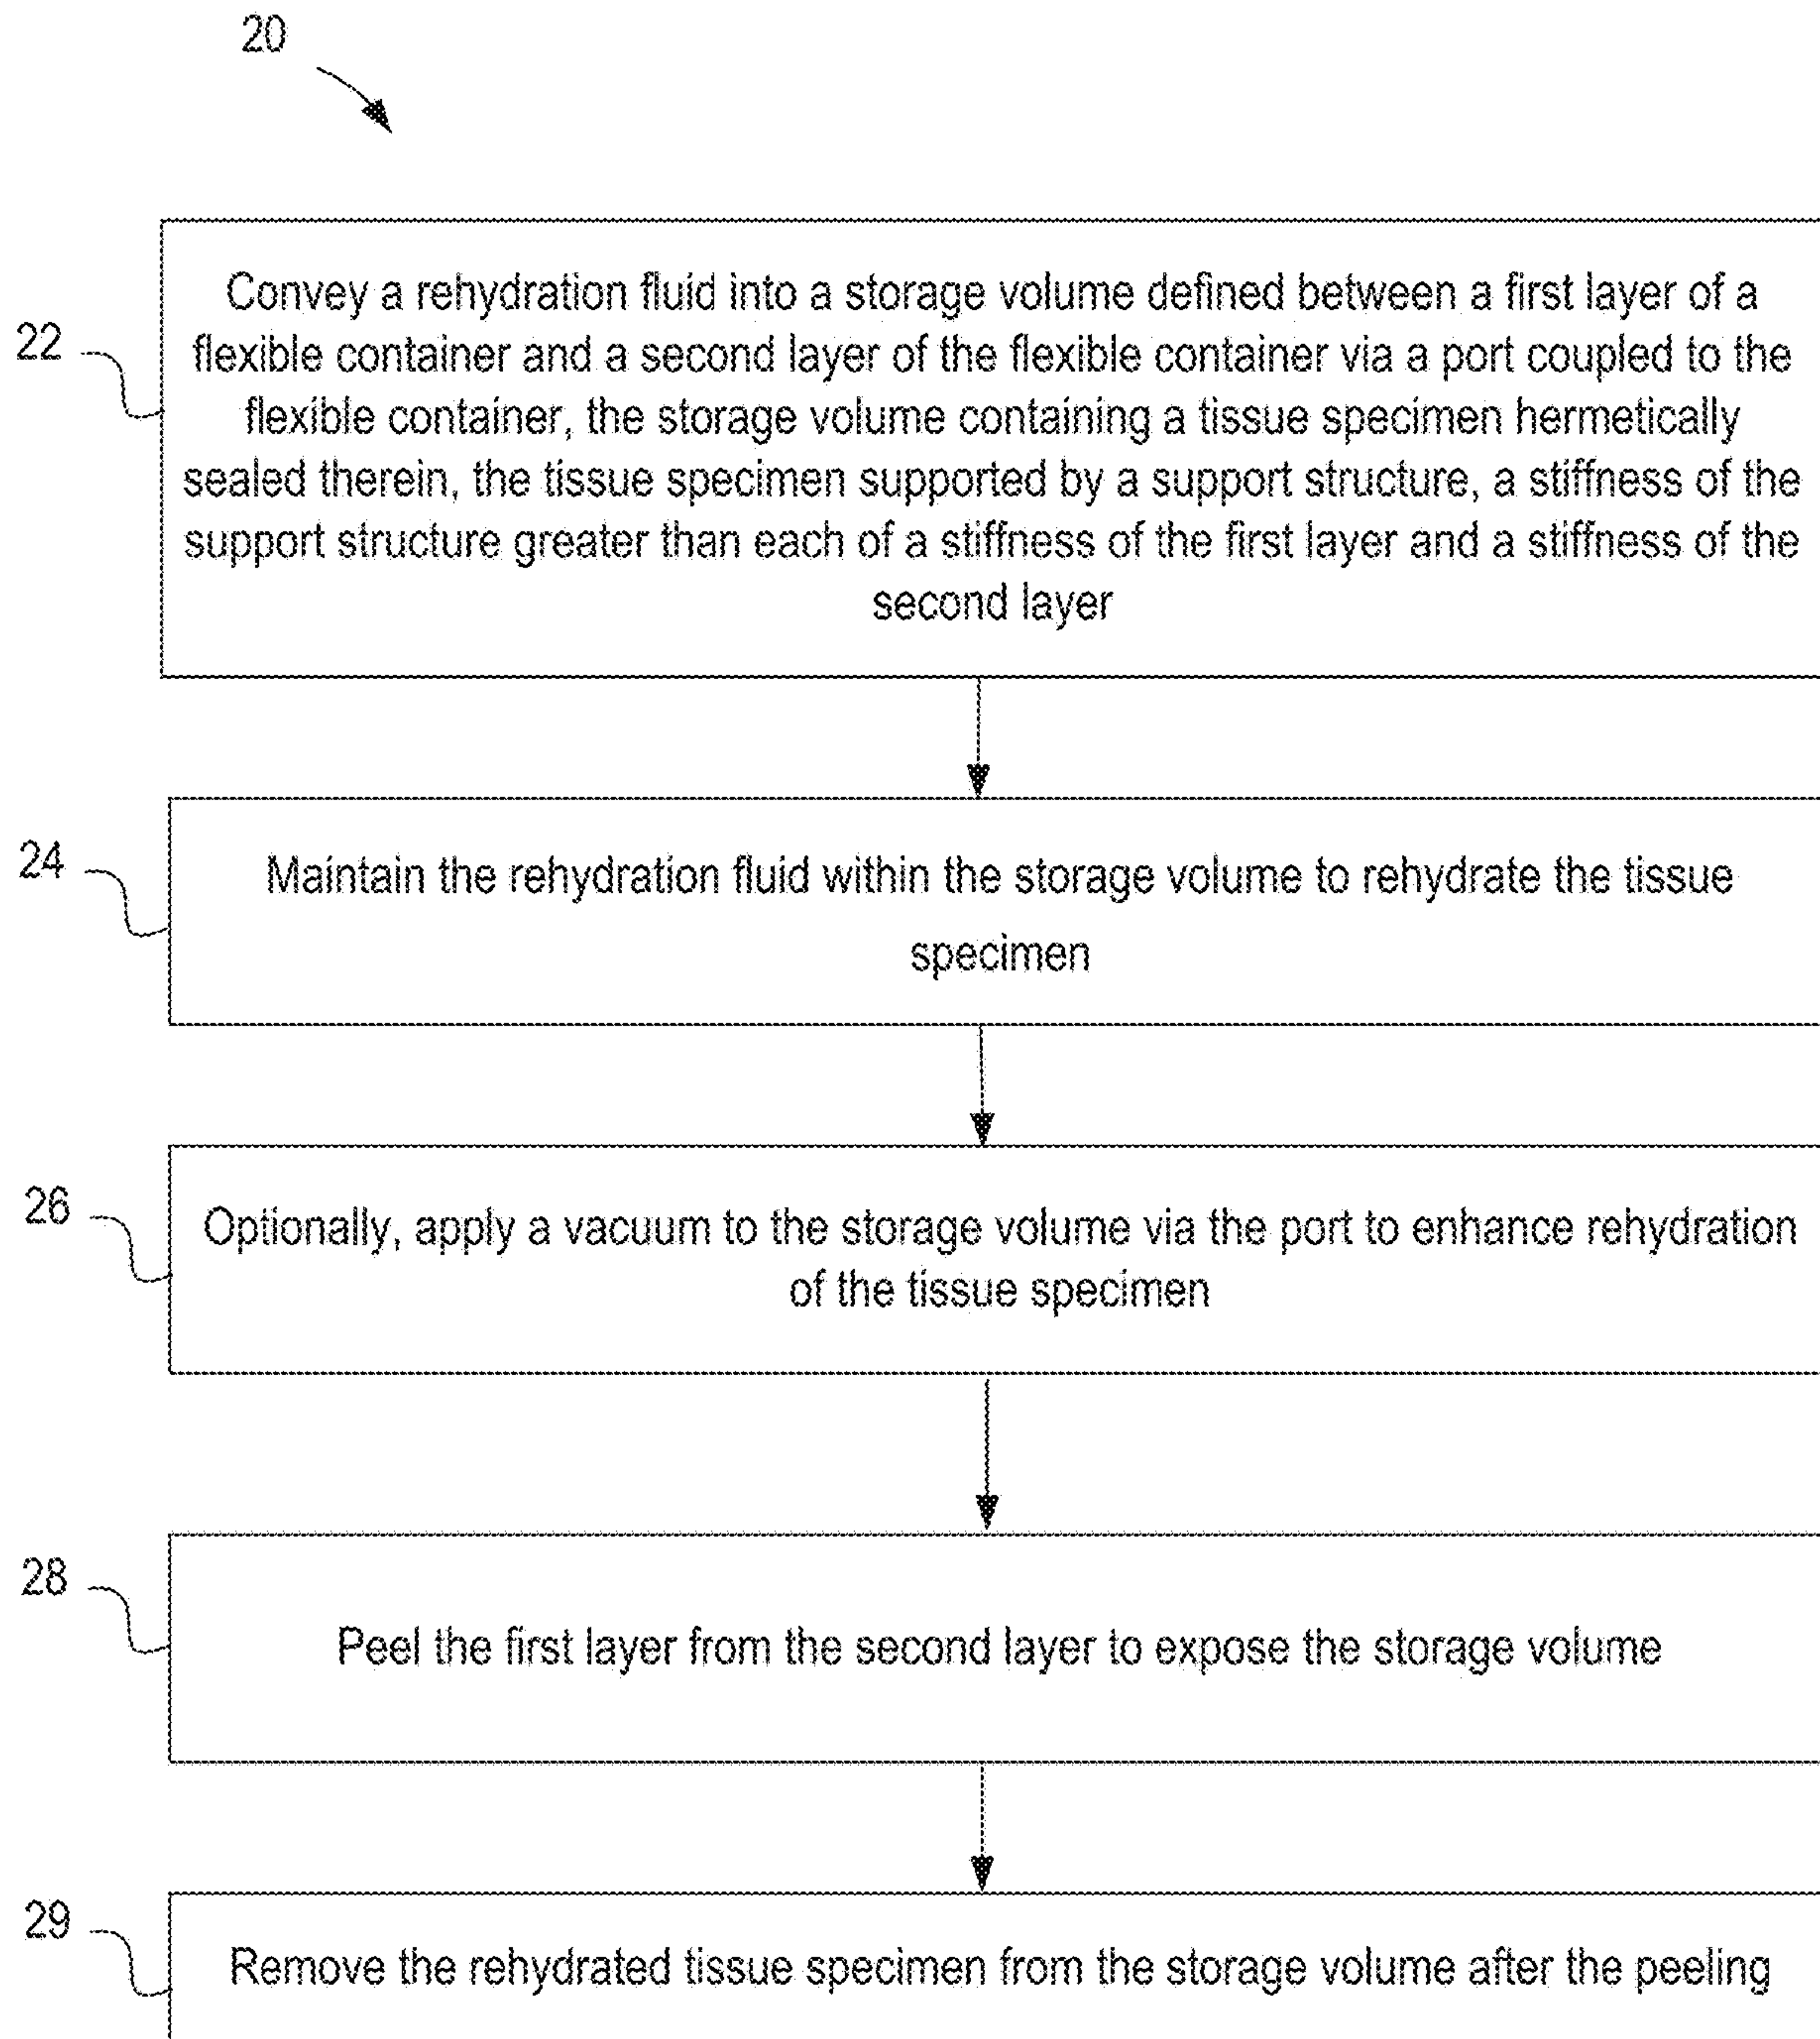 20
22
Convey a rehydration fluid into a storage volume defined between a first layer of a
flexible container and a second layer of the flexible container via a port coupled to the
flexible container, the storage volume containing a tissue specimen hermetically
sealed therein, the tissue specimen supported by a support structure, a stiffness of the
support structure greater than each of a stiffness of the first layer and a stiffness of the
second layer
24
Maintain the rehydration fluid within the storage volume to rehydrate the tissue
specimen
26
Optionally, apply a vacuum to the storage volume via the port to enhance rehydration
of the tissue specimen
28
Peel the first layer from the second layer to expose the storage volume
29
Remove the rehydrated tissue specimen from the storage volume after the peeling